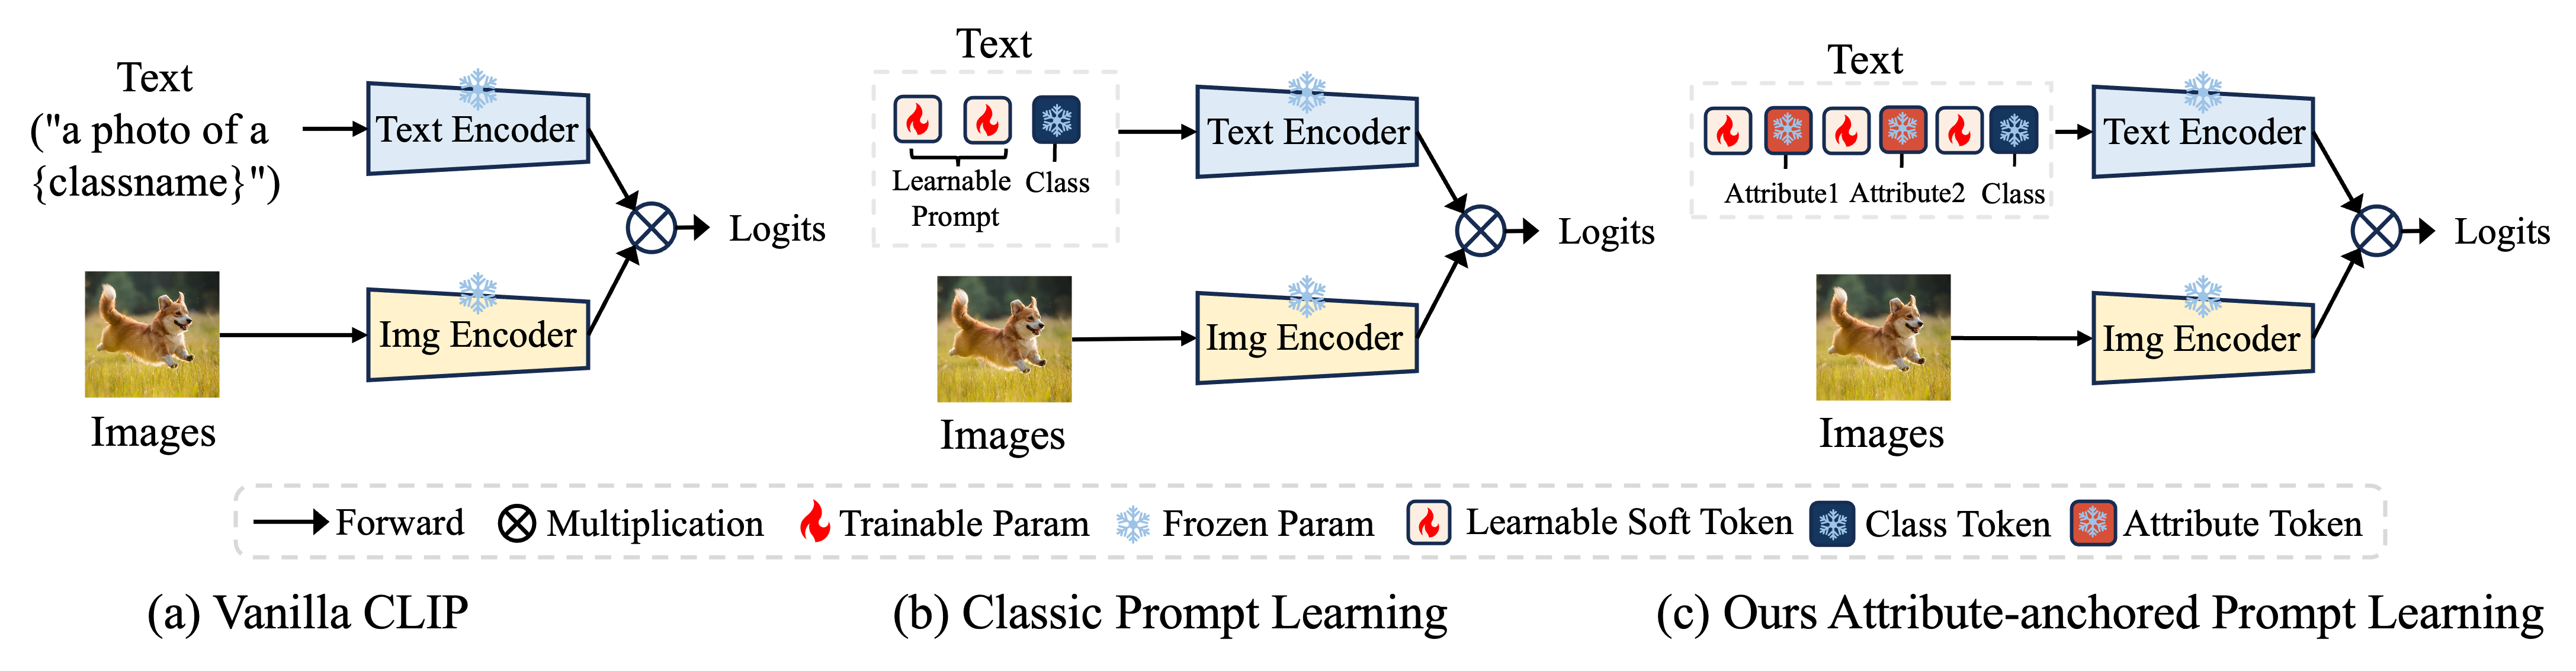 Text
("a photo of a
{classname}")
Text Encoder
Logits
Img Encoder
Images
Text
Learnable
Prompt
Class
Text Encoder
Logits
Img Encoder
Images
Text
Attribute1 Attribute2 Class
Text Encoder
Logits
Img Encoder
Images
Forward Multiplication Trainable Param Frozen Param Learnable Soft Token Class Token Attribute Token
(a) Vanilla CLIP
(b) Classic Prompt Learning
(c) Ours Attribute-anchored Prompt Learning